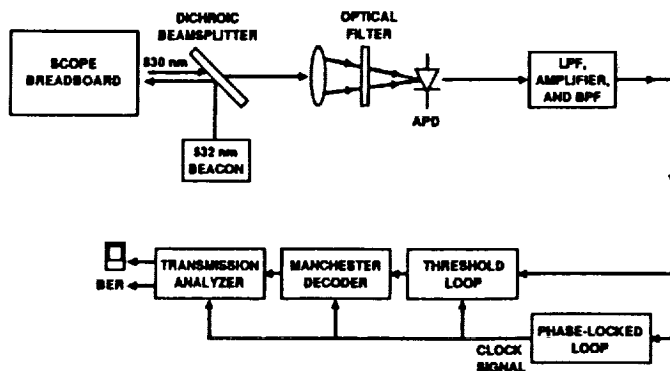 DICHROIC
BEAMSPLITTER
OPTICAL
FILTER
SCOPE
BREADBOARD
830 nm
LPF,
AMPLIFIER,
AND BPF
APD
532 nm
BEACON
BER
TRANSMISSION
ANALYZER
MANCHESTER
DECODER
THRESHOLD
LOOP
CLOCK
SIGNAL
PHASE-LOCKED
LOOP